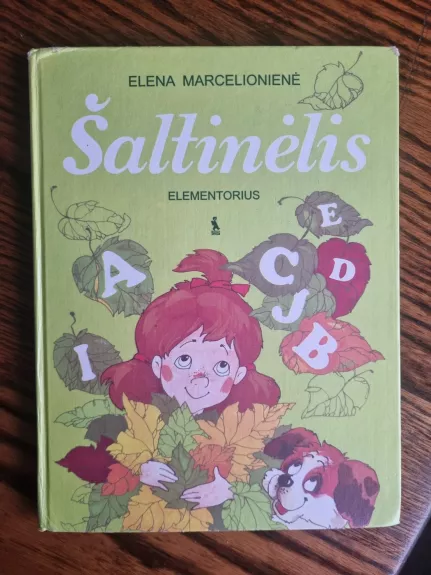 ELENA MARCELIONIENĖ
Šaltinėlis
ELEMENTORIUS
E
A
C
D
J
B
I